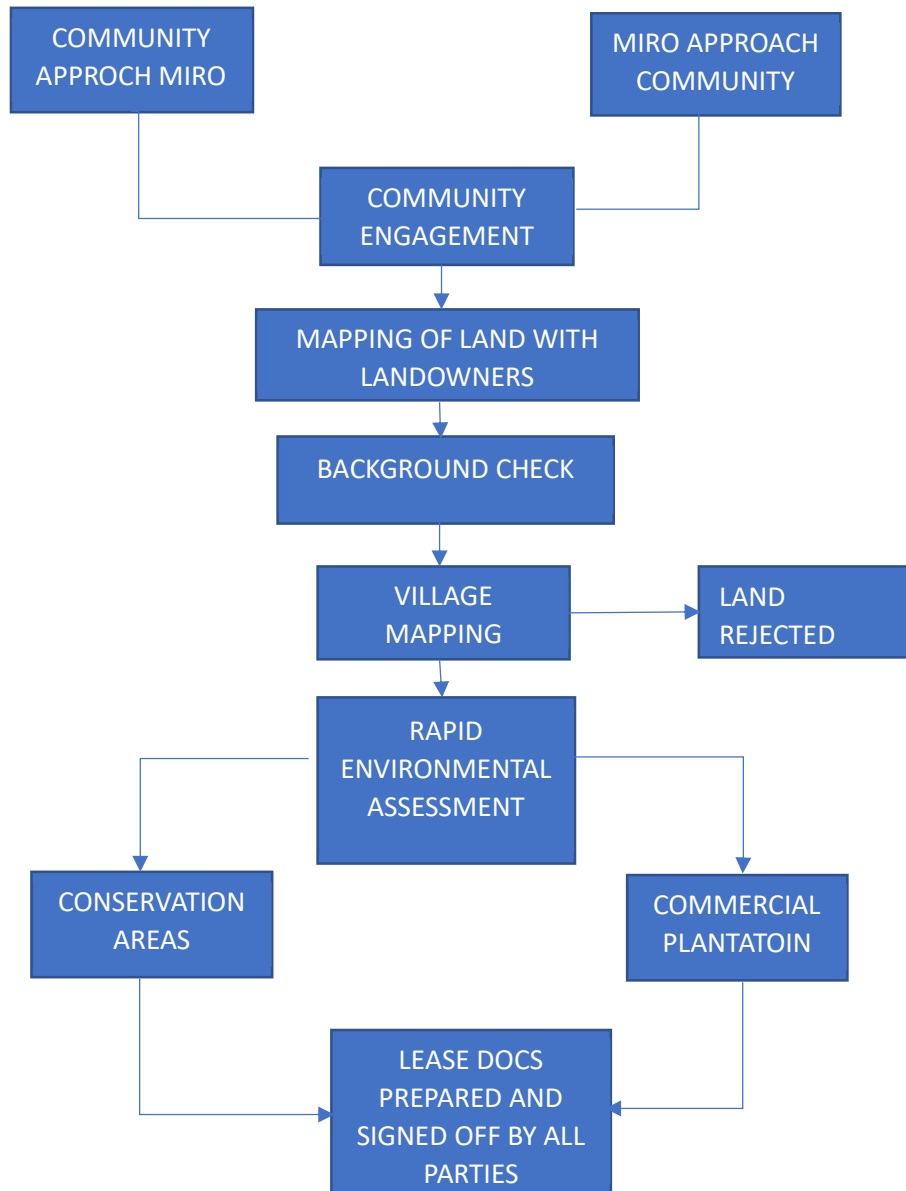 COMMUNITY
APPROCH MIRO
MIRO APPROACH
COMMUNITY
COMMUNITY
ENGAGEMENT
MAPPING OF LAND WITH
LANDOWNERS
BACKGROUND CHECK
VILLAGE
MAPPING
LAND
REJECTED
RAPID
ENVIRONMENTAL
ASSESSMENT
CONSERVATION
AREAS
COMMERCIAL
PLANTATOIN
LEASE DOCS
PREPARED AND
SIGNED OFF BY ALL
PARTIES